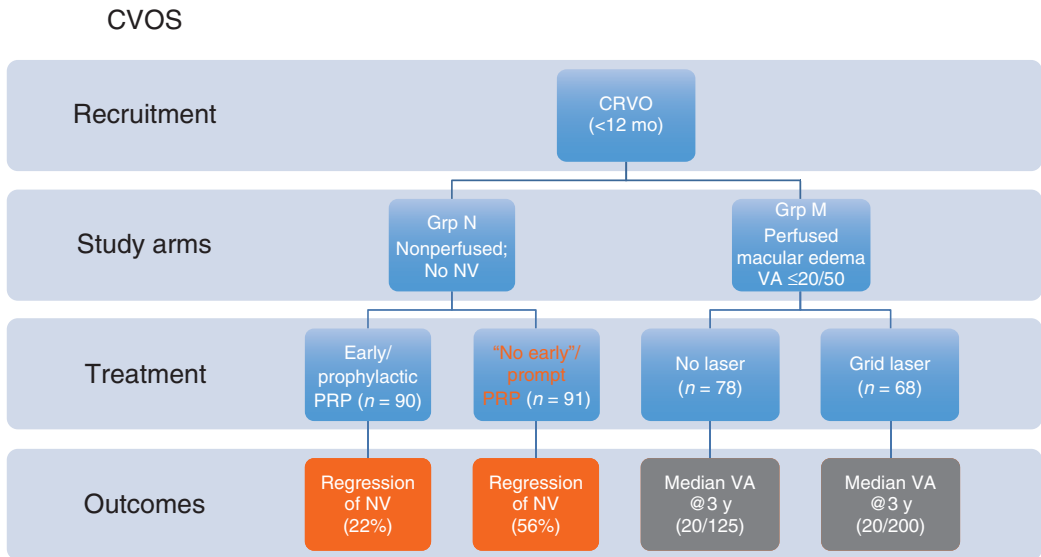 CVOS
Recruitment
CRVO
(<12 mo)
Study arms
Grp N
Nonperfused;
No NV
Grp M
Perfused
macular edema
VA ≤20/50
Treatment
Early/
prophylactic
PRP (n = 90)
“No early”/
prompt
PRP (n = 91)
No laser
(n = 78)
Grid laser
(n = 68)
Outcomes
Regression
of NV
(22%)
Regression
of NV
(56%)
Median VA
@3 y
(20/125)
Median VA
@3 y
(20/200)